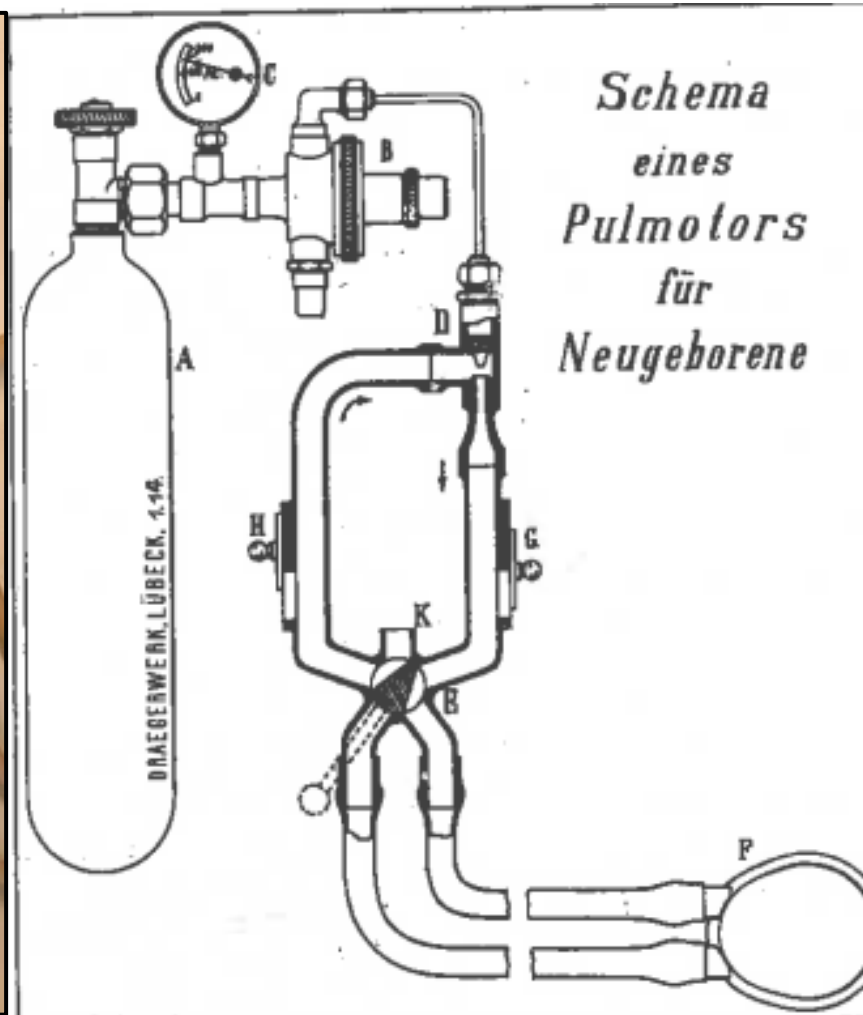 Schema
eines
Pulmotors
für
Neugeborene
C
B
D
A
H
G
K
E
F
DRAEGERWERK, LÜBECK. 1.14.